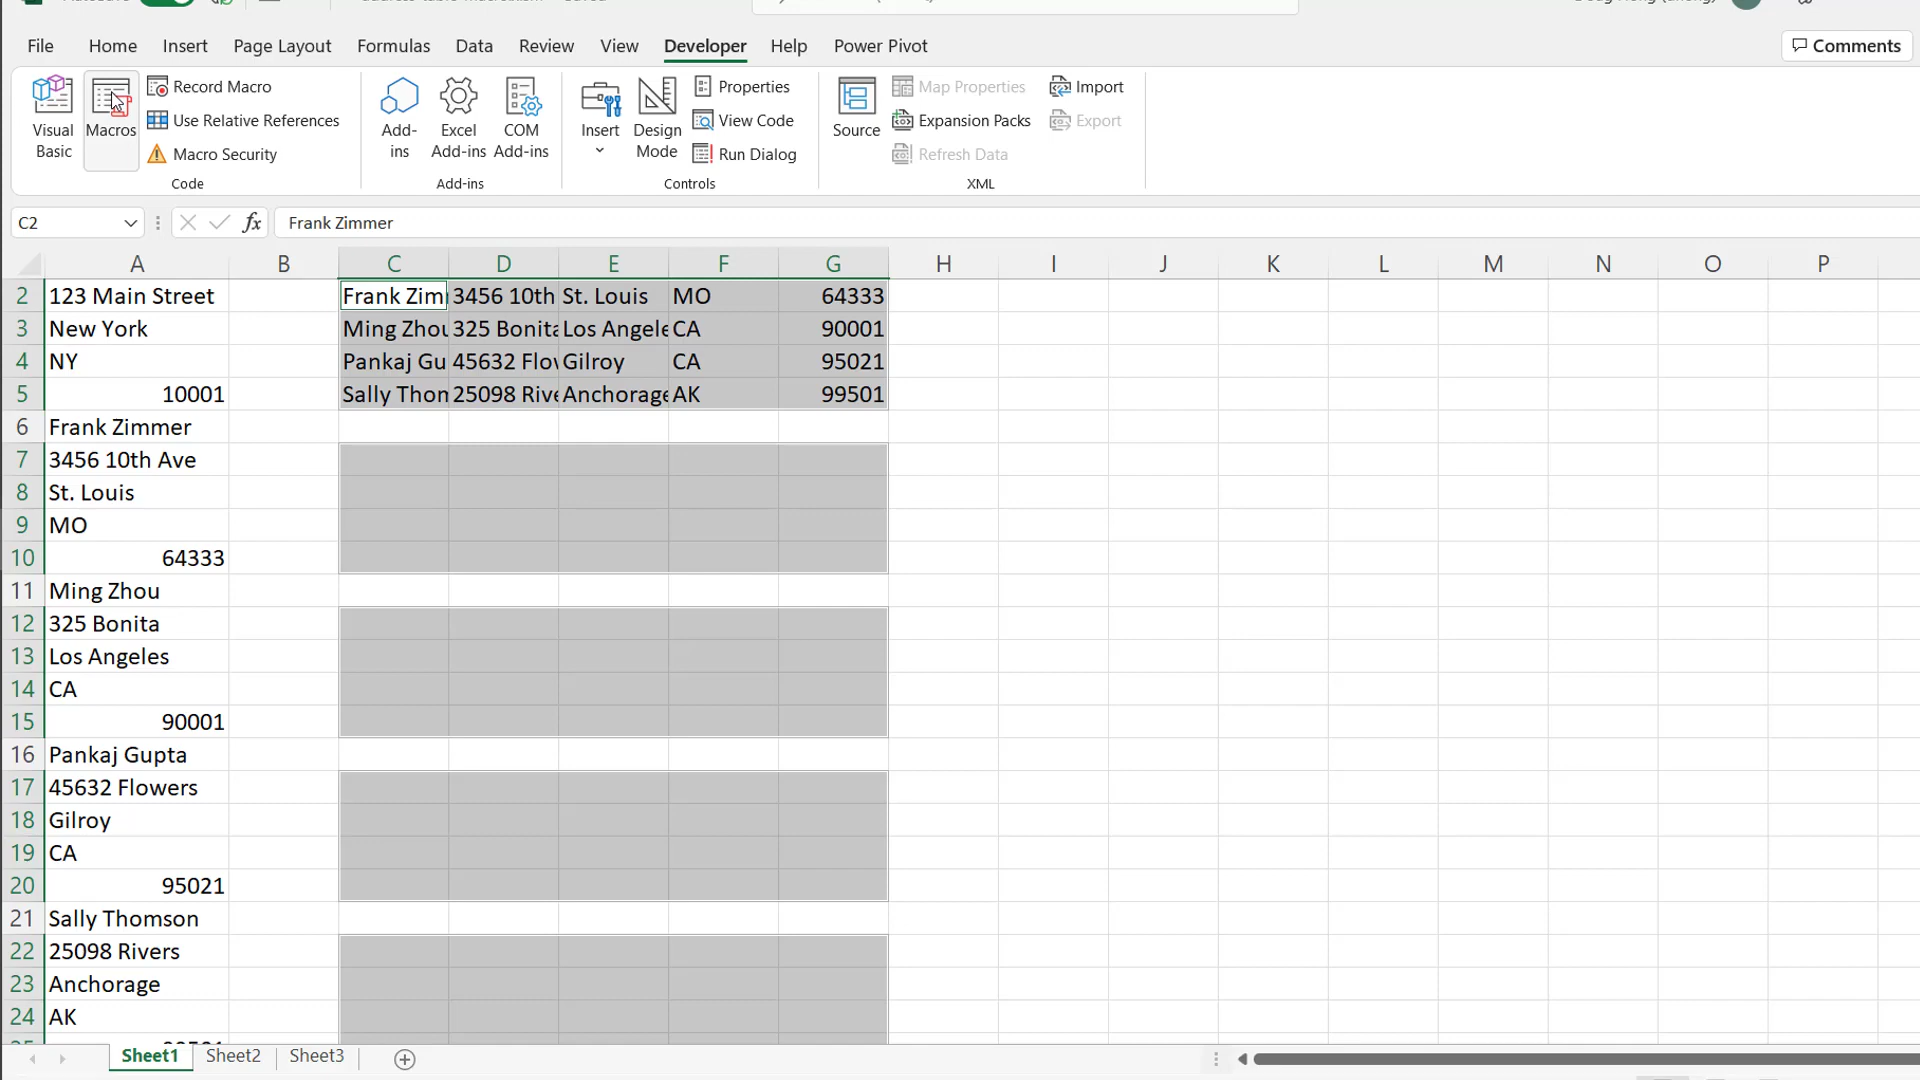 File Home Insert Page Layout Formulas Data Review View Developer Help Power Pivot Comments
Visual Basic
Macros
Record Macro
Use Relative References
Macro Security
Code
Add-ins
Excel Add-ins
COM Add-ins
Add-ins
Insert
Design Mode
Properties
View Code
Run Dialog
Controls
Source
Map Properties
Expansion Packs
Refresh Data
Import
Export
XML
C2 fx Frank Zimmer
A B C D E F G H I J K L M N O P
2 123 Main Street Frank Zim 3456 10th St. Louis MO 64333
3 New York Ming Zhou 325 Bonita Los Angele CA 90001
4 NY Pankaj Gu 45632 Flov Gilroy CA 95021
5 10001 Sally Thon 25098 Rive Anchorage AK 99501
6 Frank Zimmer
7 3456 10th Ave
8 St. Louis
9 MO
10 64333
11 Ming Zhou
12 325 Bonita
13 Los Angeles
14 CA
15 90001
16 Pankaj Gupta
17 45632 Flowers
18 Gilroy
19 CA
20 95021
21 Sally Thomson
22 25098 Rivers
23 Anchorage
24 AK
Sheet1 Sheet2 Sheet3